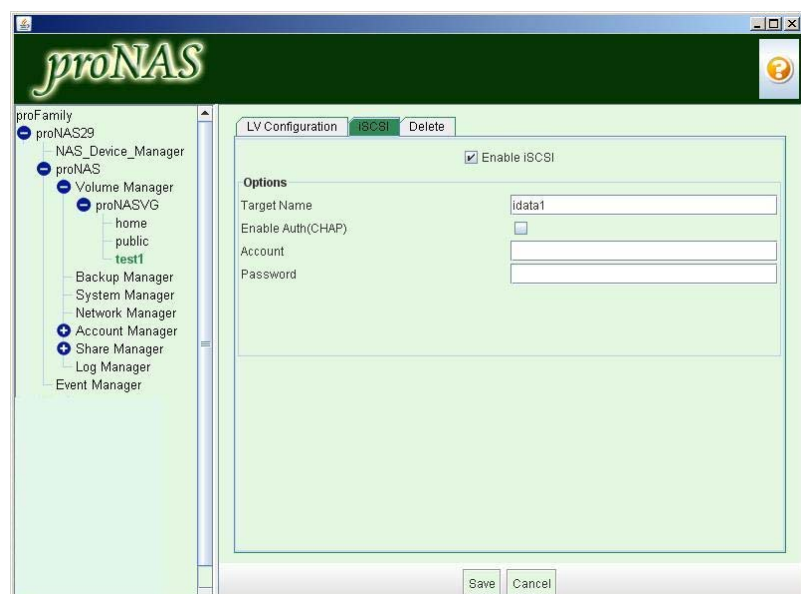 proNAS
proFamily
proNAS29
NAS_Device_Manager
proNAS
Volume Manager
proNASVG
home
public
test1
Backup Manager
System Manager
Network Manager
Account Manager
Share Manager
Log Manager
Event Manager
LV Configuration
iSCSI
Delete
Enable iSCSI
Options
Target Name
idata1
Enable Auth(CHAP)
Account
Password
Save
Cancel